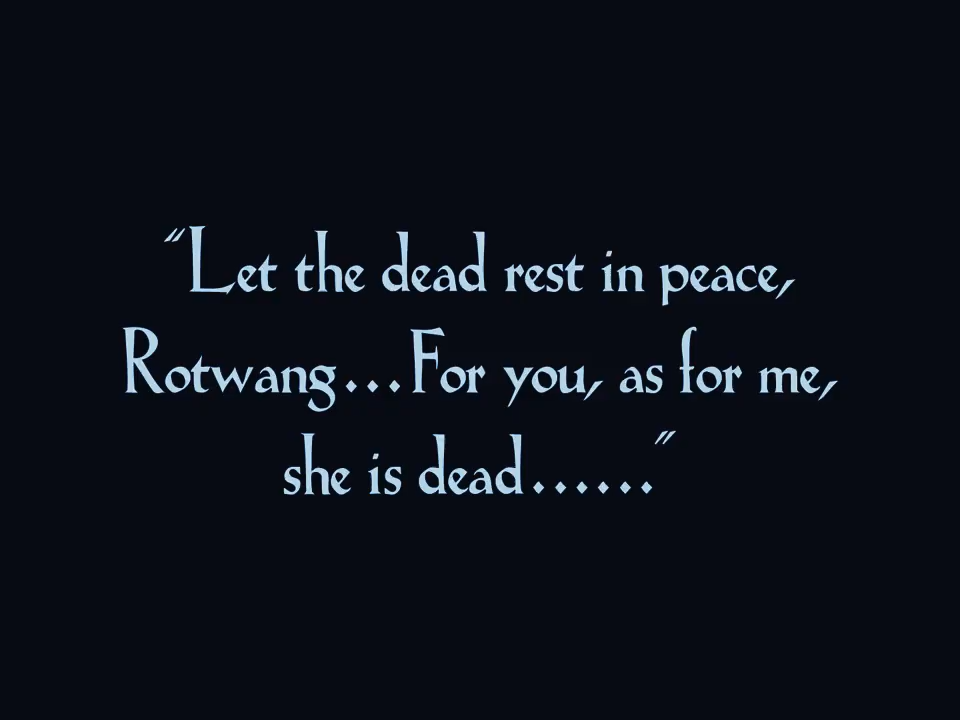 “Let the dead rest in peace,
Rotwang...For you, as for me,
she is dead......”